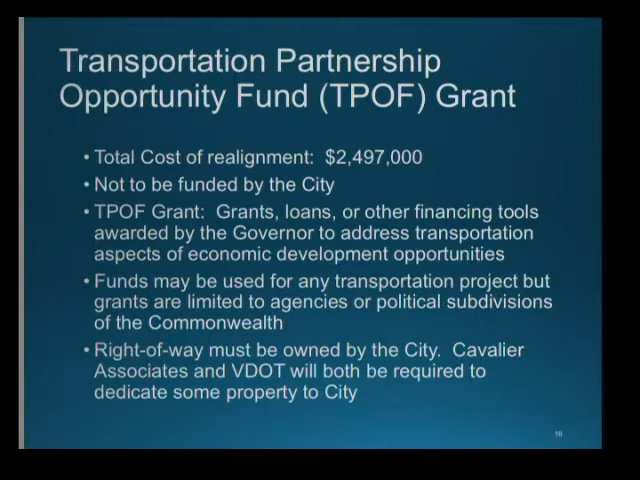 Transportation Partnership
Opportunity Fund (TPOF) Grant
• Total Cost of realignment: $2,497,000
• Not to be funded by the City
• TPOF Grant: Grants, loans, or other financing tools
awarded by the Governor to address transportation
aspects of economic development opportunities
• Funds may be used for any transportation project but
grants are limited to agencies or political subdivisions
of the Commonwealth
• Right-of-way must be owned by the City. Cavalier
Associates and VDOT will both be required to
dedicate some property to City
16